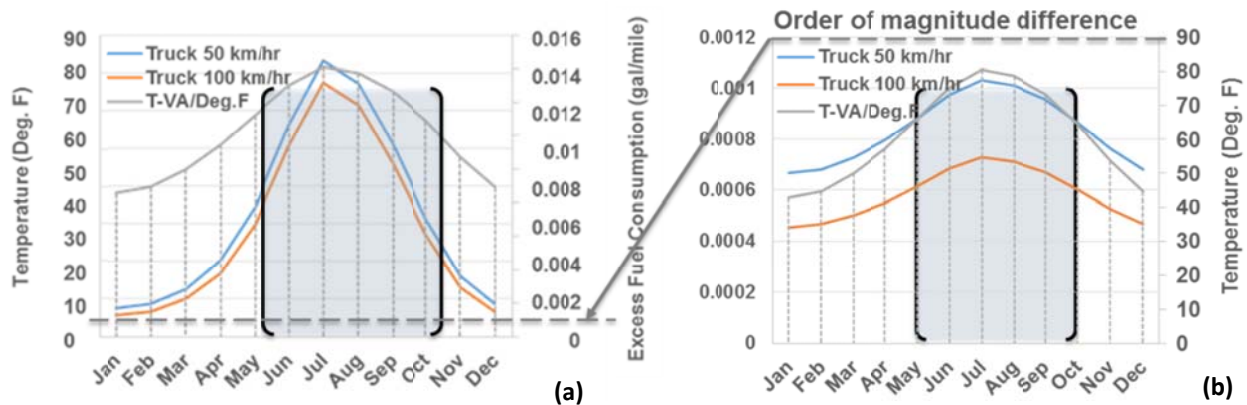 Order of magnitude difference
90
80
70
60
50
40
30
20
10
0
Temperature (Deg. F)
Truck 50 km/hr
Truck 100 km/hr
T-VA/Deg.F
0.016
0.014
0.012
0.01
0.008
0.006
0.004
0.002
0
Jan
Feb
Mar
Apr
May
Jun
Jul
Aug
Sep
Oct
Nov
Dec
(a)
Excess Fuel Consumption (gal/mile)
0.0012
0.001
0.0008
0.0006
0.0004
0.0002
0
Truck 50 km/hr
Truck 100 km/hr
T-VA/Deg.F
90
80
70
60
50
40
30
20
10
0
Temperature (Deg. F)
Jan
Feb
Mar
Apr
May
Jun
Jul
Aug
Sep
Oct
Nov
Dec
(b)